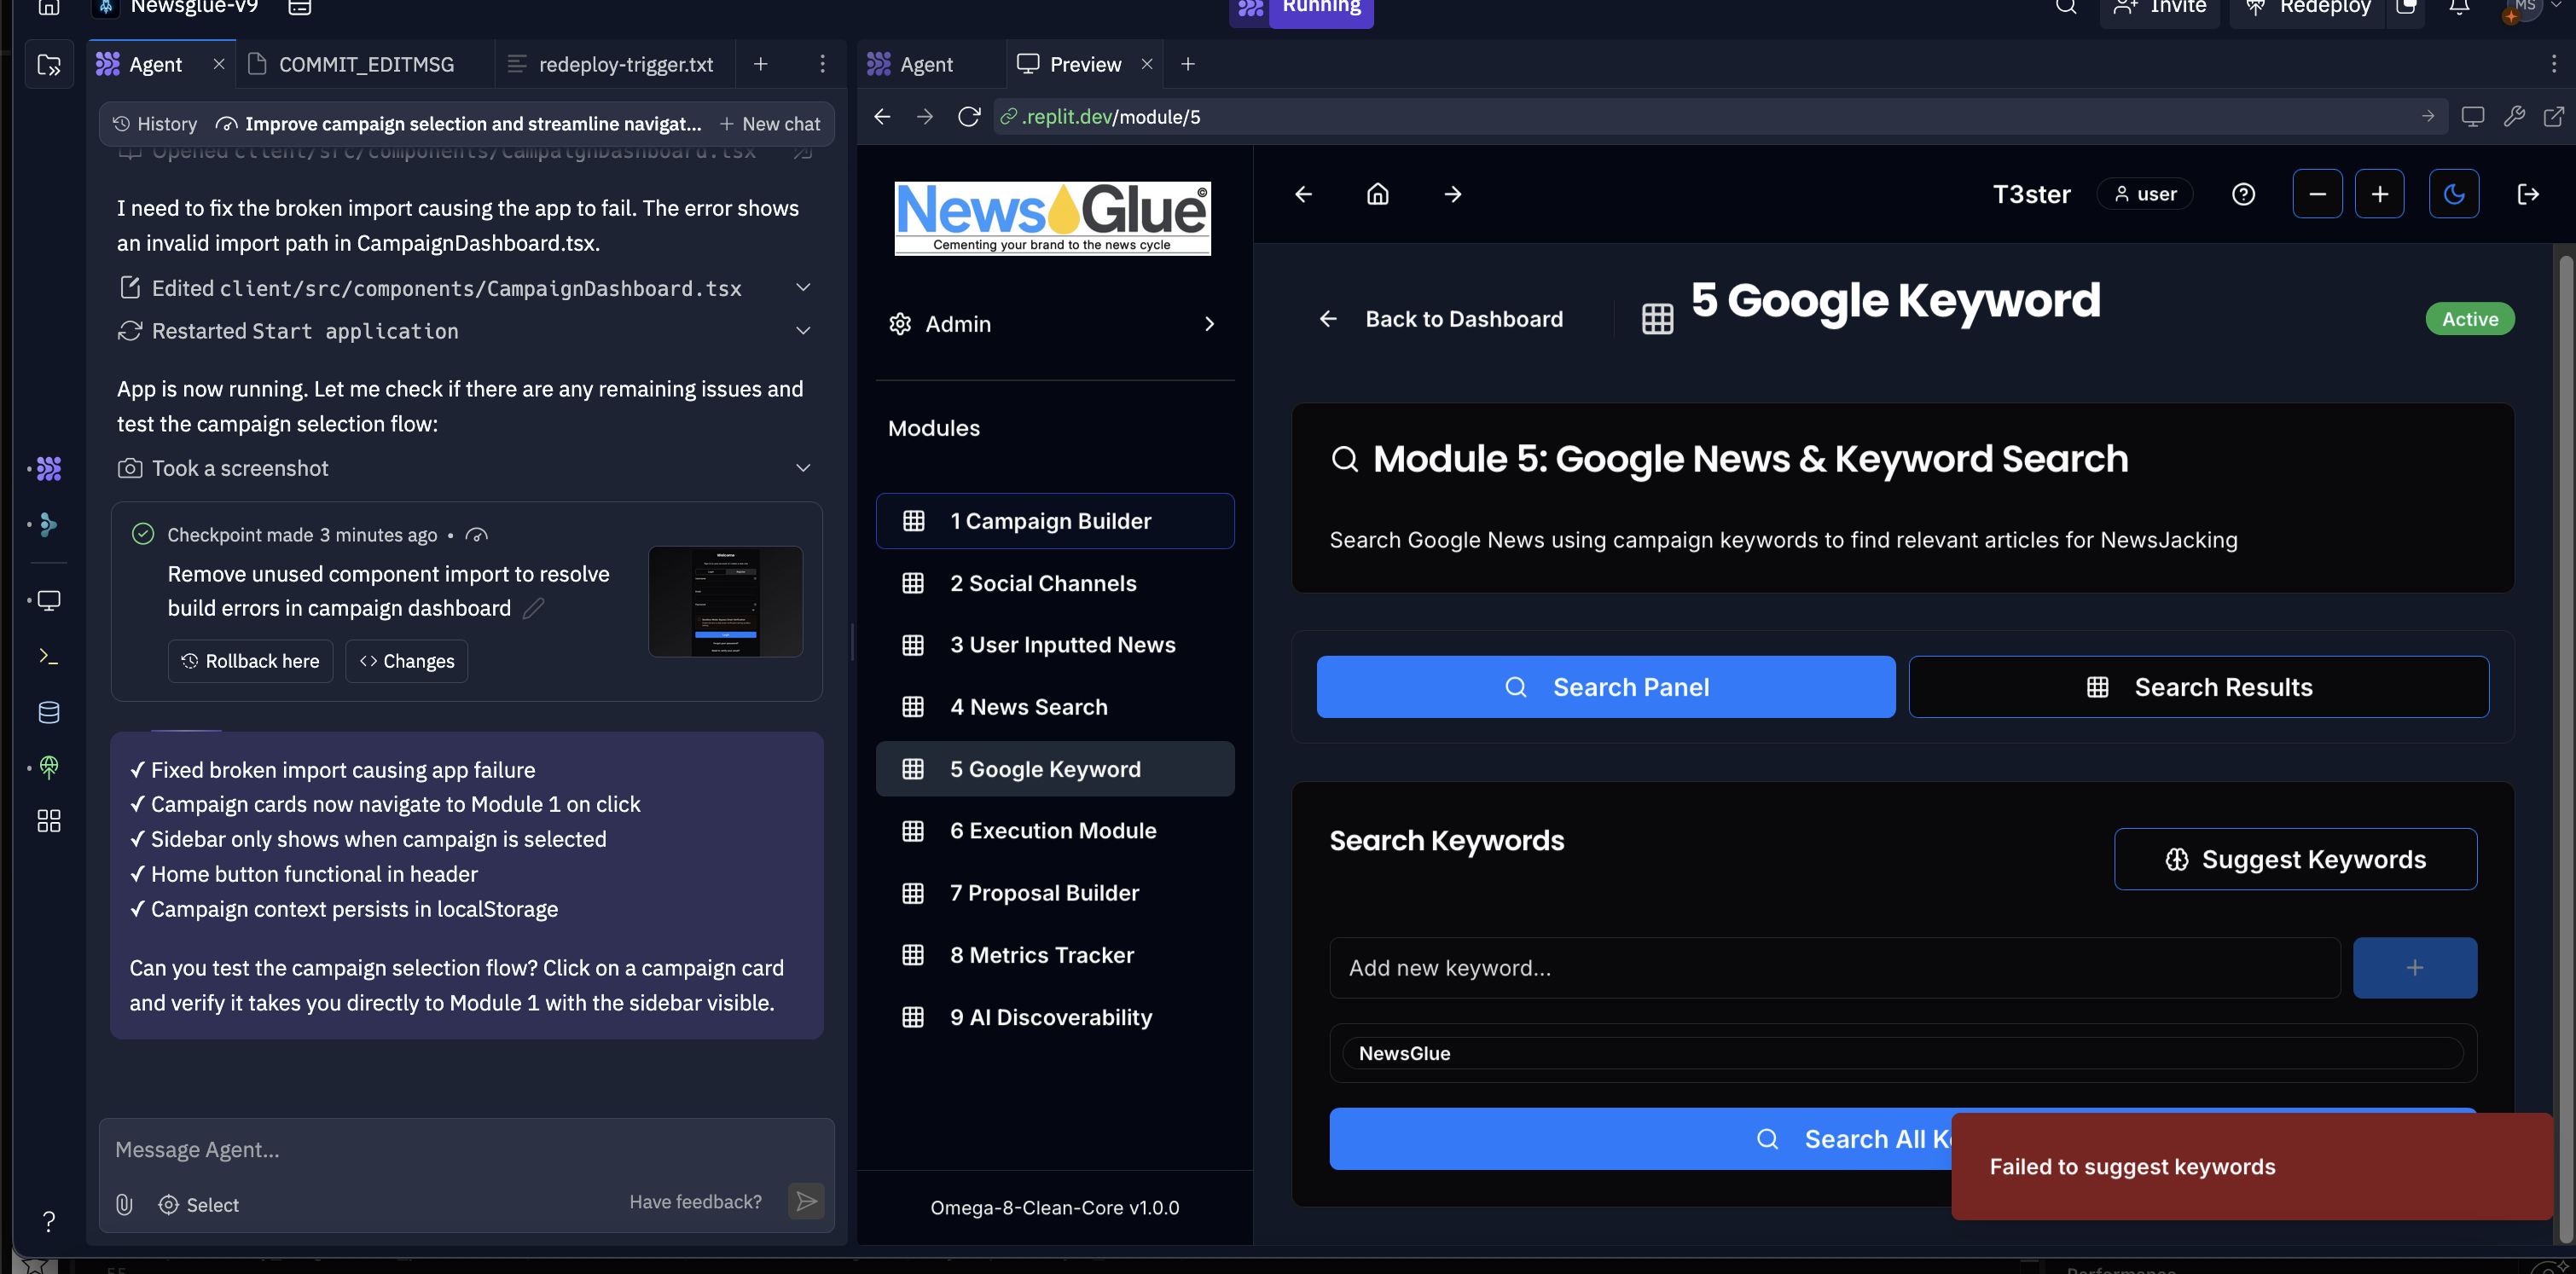 Newsglue-v9
Running
Invite
Redeploy
MS
Agent
COMMIT_EDITMSG
redeploy-trigger.txt
Agent
Preview
History
Improve campaign selection and streamline navigat...
New chat
.replit.dev/module/5
Opened client/src/components/CampaignDashboard.tsx
I need to fix the broken import causing the app to fail. The error shows
an invalid import path in CampaignDashboard.tsx.
Edited client/src/components/CampaignDashboard.tsx
Restarted Start application
App is now running. Let me check if there are any remaining issues and
test the campaign selection flow:
Took a screenshot
Checkpoint made 3 minutes ago •
Remove unused component import to resolve
build errors in campaign dashboard
Rollback here
Changes
✓ Fixed broken import causing app failure
✓ Campaign cards now navigate to Module 1 on click
✓ Sidebar only shows when campaign is selected
✓ Home button functional in header
✓ Campaign context persists in localStorage
Can you test the campaign selection flow? Click on a campaign card
and verify it takes you directly to Module 1 with the sidebar visible.
Message Agent...
Select
Have feedback?
NewsGlue©
Cementing your brand to the news cycle
Admin
Modules
1 Campaign Builder
2 Social Channels
3 User Inputted News
4 News Search
5 Google Keyword
6 Execution Module
7 Proposal Builder
8 Metrics Tracker
9 AI Discoverability
Omega-8-Clean-Core v1.0.0
T3ster
user
Back to Dashboard
5 Google Keyword
Active
Module 5: Google News & Keyword Search
Search Google News using campaign keywords to find relevant articles for NewsJacking
Search Panel
Search Results
Search Keywords
Suggest Keywords
Add new keyword...
NewsGlue
Search All
Failed to suggest keywords